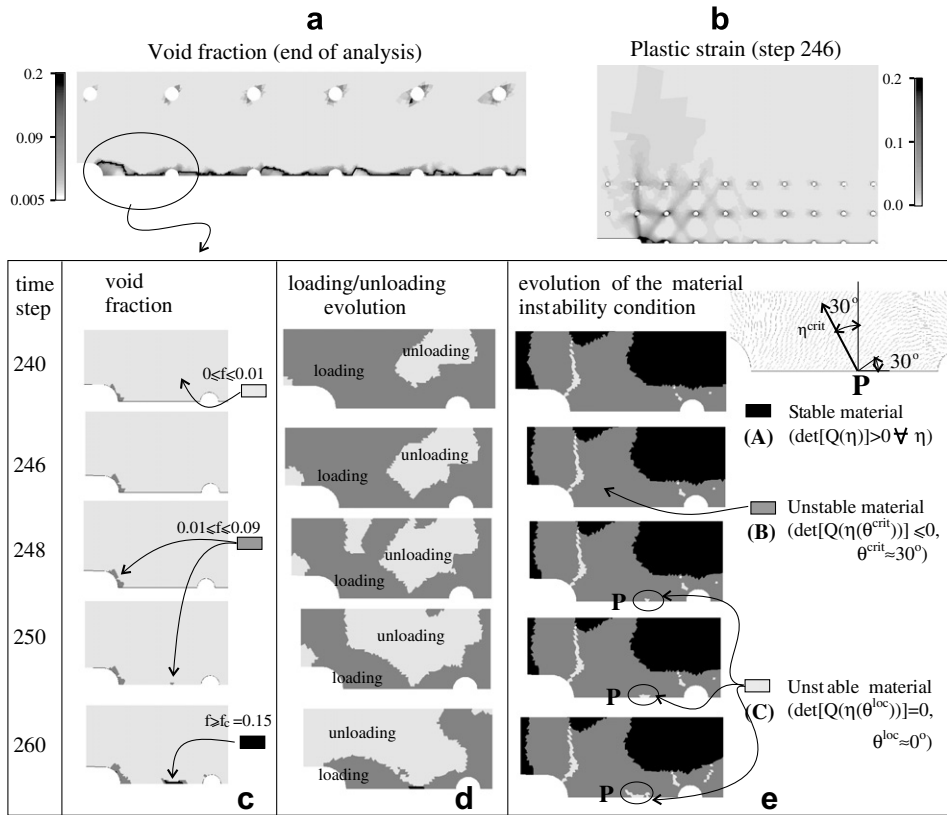 a
Void fraction (end of analysis)
0.2
0.09
0.005
b
Plastic strain (step 246)
0.2
0.1
0.0
time
step
void
fraction
loading/unloading
evolution
evolution of the material
instability condition
240
0⩽f⩽0.01
loading
unloading
30°
η^crit
30°
P
Stable material
(A) (det[Q(η)]>0 ∀ η)
246
loading
unloading
Unstable material
(B) (det[Q(η(θ^crit))] ⩽0,
θ^crit≈30°)
248
0.01⩽f⩽0.09
loading
unloading
P
250
unloading
loading
P
Unstable material
(C) (det[Q(η(θ^loc))]=0,
θ^loc≈0°)
260
f⩾f_c=0.15
unloading
loading
P
c
d
e